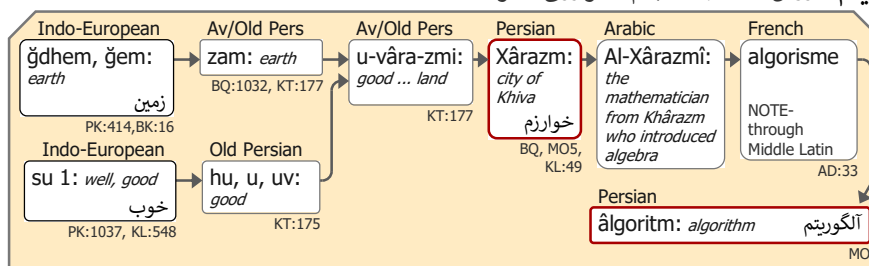 Indo-European
ğdhem, ğem:
earth
زمین
PK:414,BK:16
Av/Old Pers
zam: earth
BQ:1032, KT:177
Av/Old Pers
u-vâra-zmi:
good ... land
KT:177
Persian
Xârazm:
city of
Khiva
خوارزم
BQ, MO5,
KL:49
Arabic
Al-Xârazmî:
the
mathematician
from Khârazm
who introduced
algebra
French
algorisme
NOTE-
through
Middle Latin
AD:33
Indo-European
su 1: well, good
خوب
PK:1037, KL:548
Old Persian
hu, u, uv:
good
KT:175
Persian
âlgoritm: algorithm آلگوریتم
MO